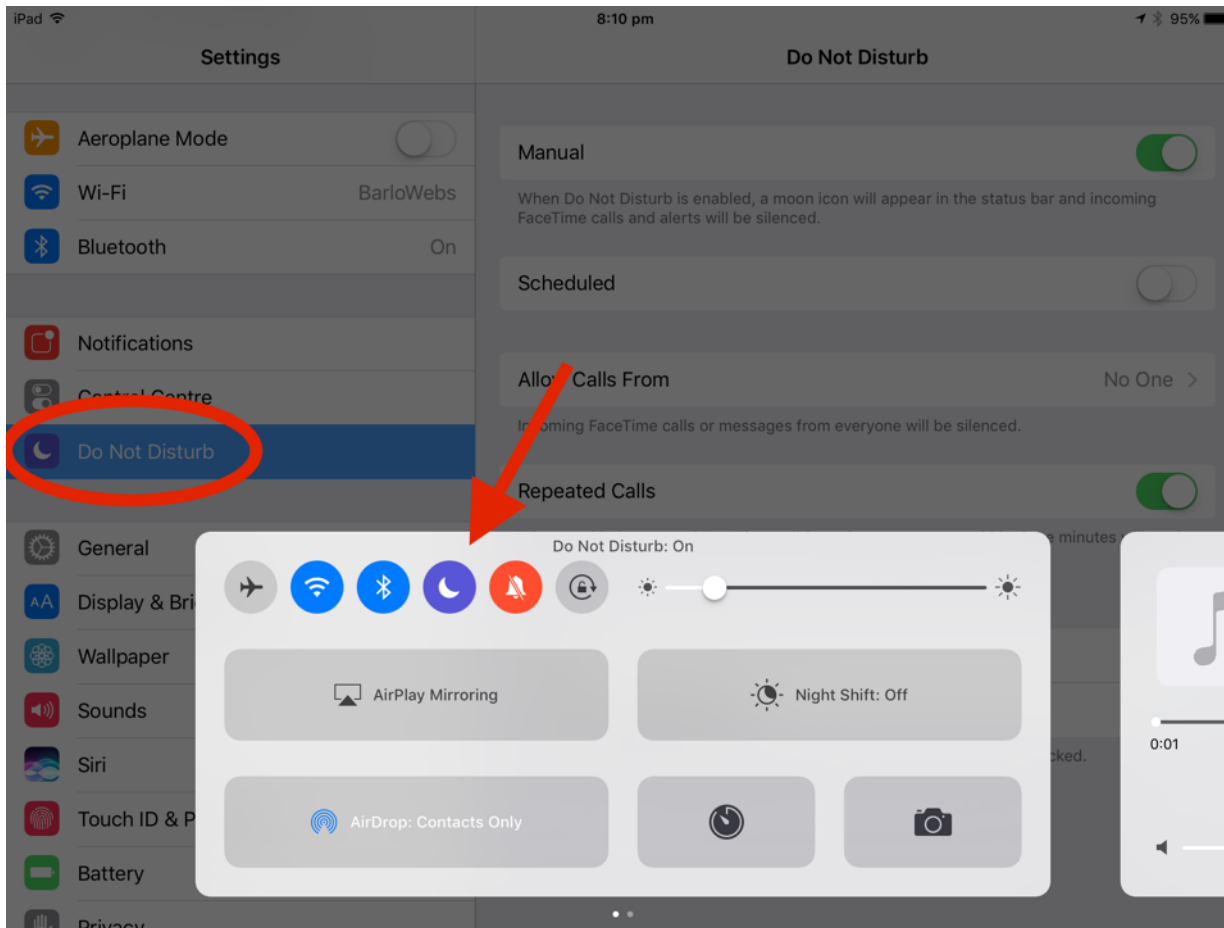 iPad
8:10 pm
95%
Settings
Do Not Disturb
Aeroplane Mode
Wi-Fi
BarloWebs
Bluetooth
On
Notifications
Control Centre
Do Not Disturb
General
Display & Bri
Wallpaper
Sounds
Siri
Touch ID & P
Battery
Privacy
Manual
When Do Not Disturb is enabled, a moon icon will appear in the status bar and incoming
FaceTime calls and alerts will be silenced.
Scheduled
Allow Calls From
No One
Incoming FaceTime calls or messages from everyone will be silenced.
Repeated Calls
e minutes
cked.
Do Not Disturb: On
AirPlay Mirroring
Night Shift: Off
AirDrop: Contacts Only
0:01